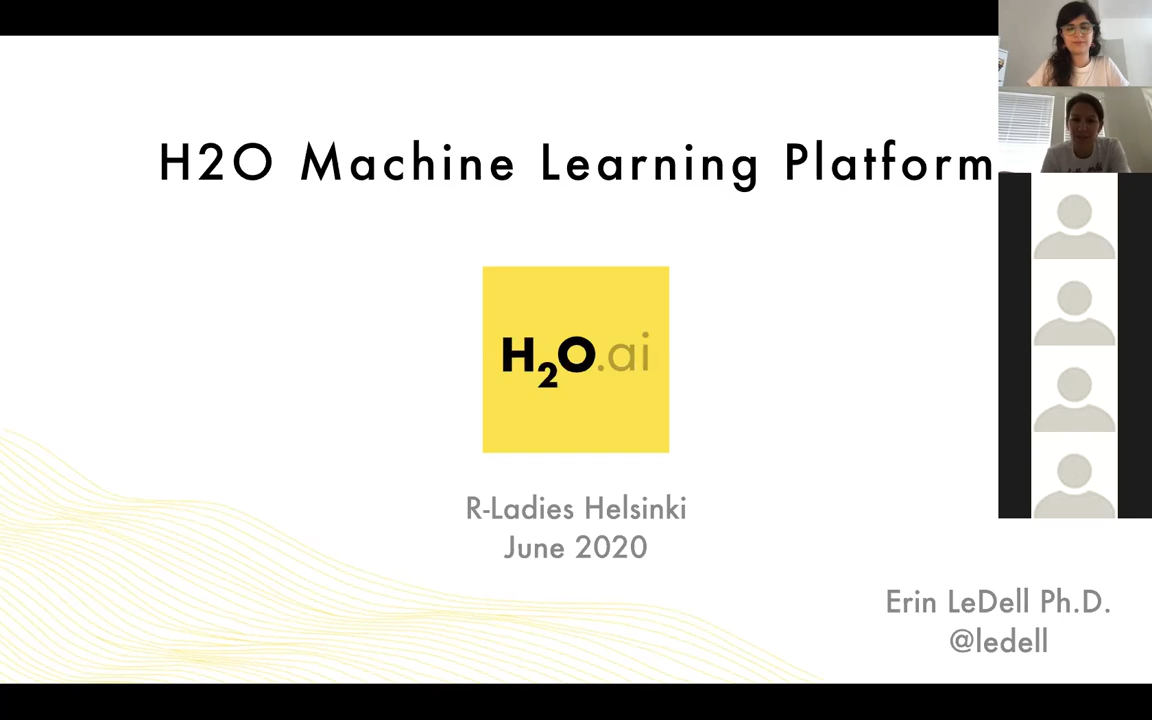 H2O Machine Learning Platform
H2O.ai
R-Ladies Helsinki
June 2020
Erin LeDell Ph.D.
@ledell